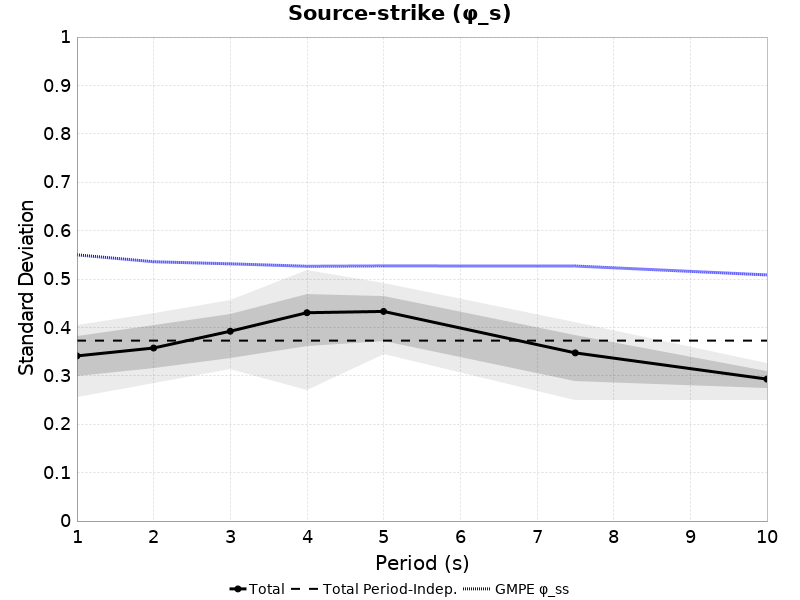 Source-strike (φ_s)
Standard Deviation
1
0.9
0.8
0.7
0.6
0.5
0.4
0.3
0.2
0.1
0
1 2 3 4 5 6 7 8 9 10
Period (s)
Total Total Period-Indep. GMPE φ_ss